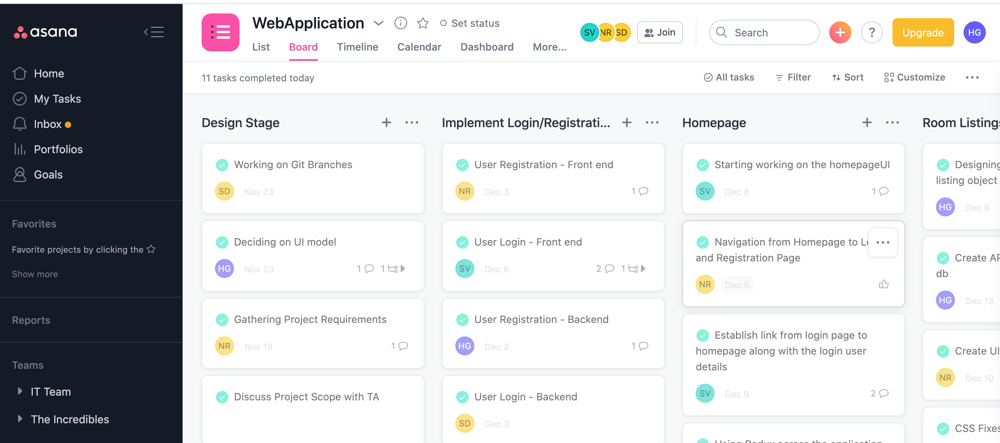 asana
Home
My Tasks
Inbox
Portfolios
Goals
Favorites
Favorite projects by clicking the
Show more
Reports
Teams
IT Team
The Incredibles
WebApplication
Set status
List Board Timeline Calendar Dashboard More...
SV NR SD
Join
Search
?
Upgrade
HG
11 tasks completed today
All tasks Filter Sort Customize
Design Stage
Working on Git Branches
SD Nov 23
Deciding on UI model
HG Nov 23 1 1
Gathering Project Requirements
NR Nov 18 1
Discuss Project Scope with TA
Implement Login/Registrati...
User Registration - Front end
NR Dec 3 1
User Login - Front end
SV Dec 5 2 1
User Registration - Backend
HG Dec 3 1
User Login - Backend
SD Dec 3
Homepage
Starting working on the homepageUI
SV Dec 8 1
Navigation from Homepage to
and Registration Page
NR Dec 5
Establish link from login page to
homepage along with the login user
details
SV Dec 9 2
Using Redux across the application
Room Listings
Designing
listing object
HG Dec 6
Create
db
HG Dec 13
Create UI
NR Dec 10
CSS Fixes